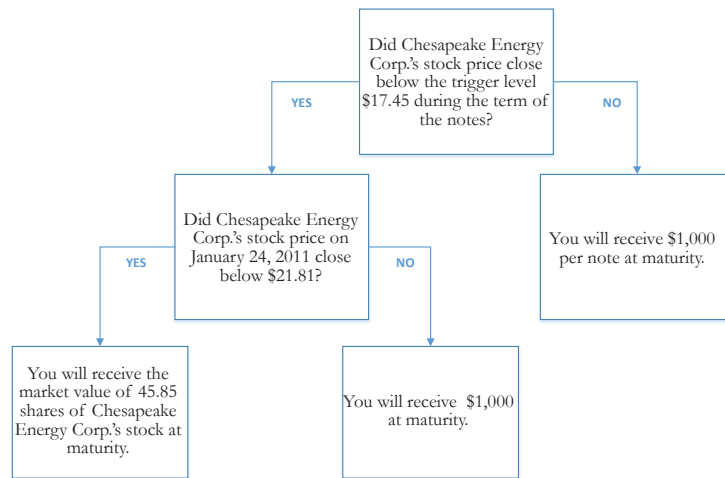 Did Chesapeake Energy
Corp.'s stock price close
below the trigger level
$17.45 during the term of
the notes?
YES
NO
Did Chesapeake Energy
Corp.'s stock price on
January 24, 2011 close
below $21.81?
You will receive $1,000
per note at maturity.
YES
NO
You will receive the
market value of 45.85
shares of Chesapeake
Energy Corp.'s stock at
maturity.
You will receive $1,000
at maturity.